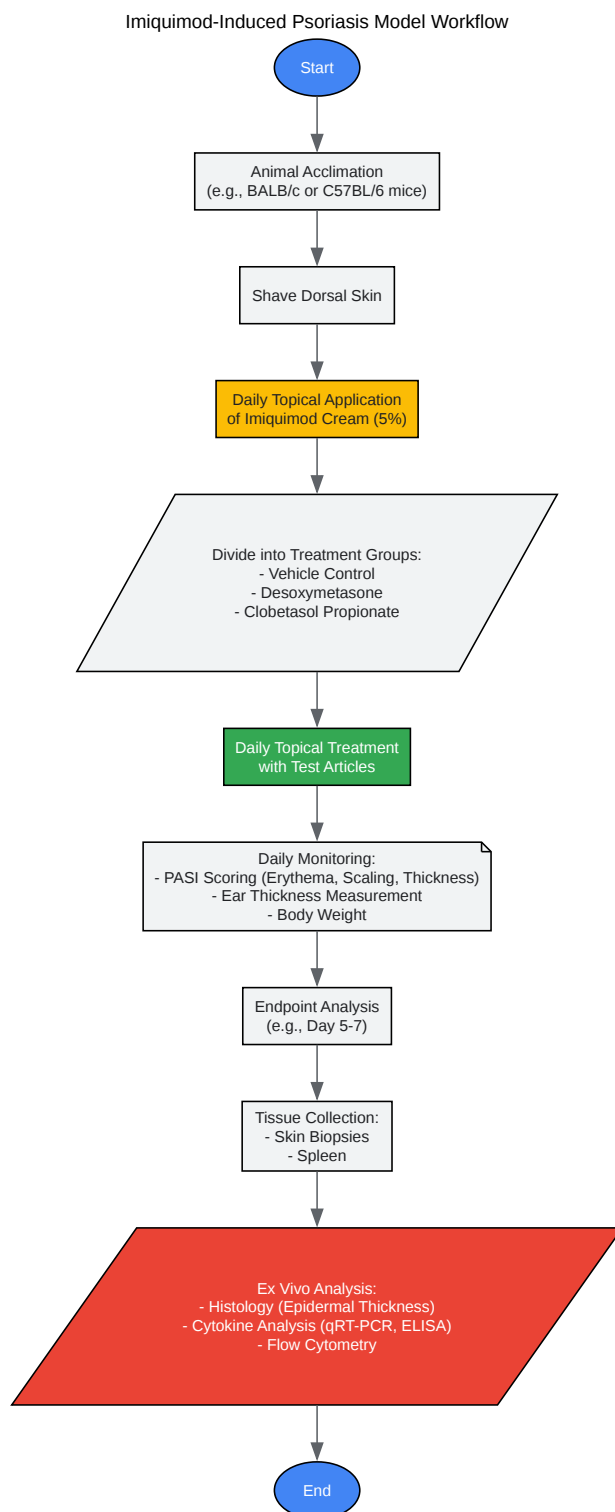 Imiquimod-Induced Psoriasis Model Workflow
Start
Animal Acclimation
(e.g., BALB/c or C57BL/6 mice)
Shave Dorsal Skin
Daily Topical Application
of Imiquimod Cream (5%)
Divide into Treatment Groups:
- Vehicle Control
- Desoxymetasone
- Clobetasol Propionate
Daily Topical Treatment
with Test Articles
Daily Monitoring:
- PASI Scoring (Erythema, Scaling, Thickness)
- Ear Thickness Measurement
- Body Weight
Endpoint Analysis
(e.g., Day 5-7)
Tissue Collection:
- Skin Biopsies
- Spleen
Ex Vivo Analysis:
- Histology (Epidermal Thickness)
- Cytokine Analysis (qRT-PCR, ELISA)
- Flow Cytometry
End